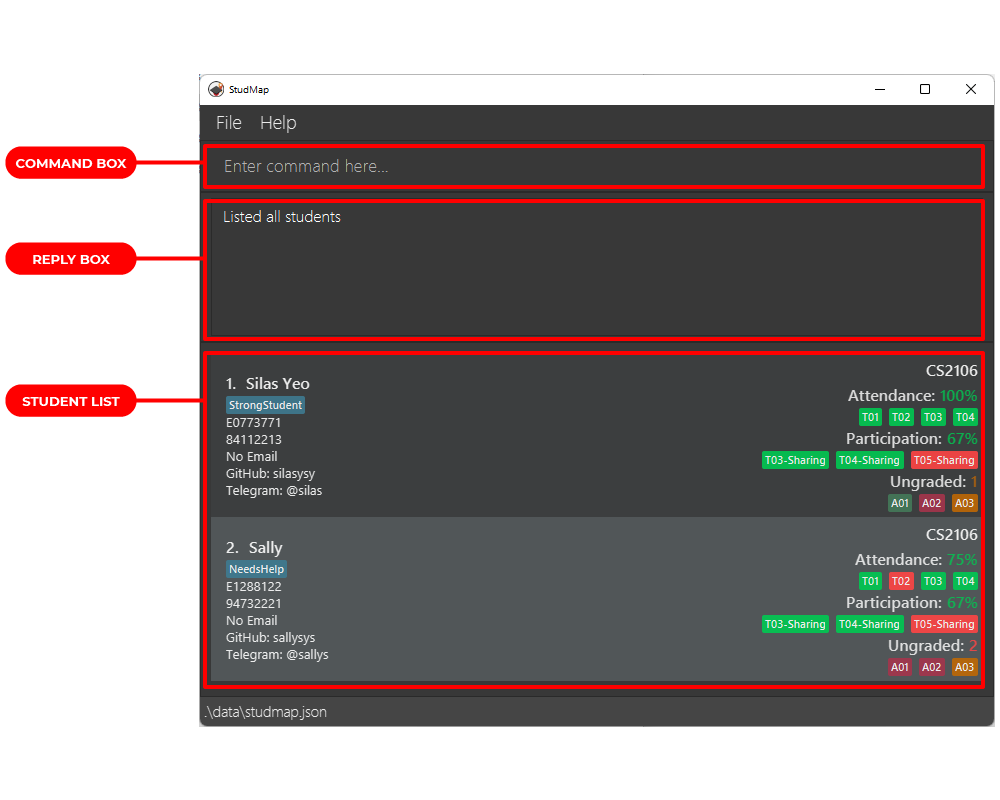 StudMap
File Help
COMMAND BOX
Enter command here...
REPLY BOX
Listed all students
STUDENT LIST
1. Silas Yeo
StrongStudent
E0773771
84112213
No Email
GitHub: silasysy
Telegram: @silas
CS2106
Attendance: 100%
T01 T02 T03 T04
Participation: 67%
T03-Sharing T04-Sharing T05-Sharing
Ungraded: 1
A01 A02 A03
2. Sally
NeedsHelp
E1288122
94732221
No Email
GitHub: sallysys
Telegram: @sallys
CS2106
Attendance: 75%
T01 T02 T03 T04
Participation: 67%
T03-Sharing T04-Sharing T05-Sharing
Ungraded: 2
A01 A02 A03
.\data\studmap.json